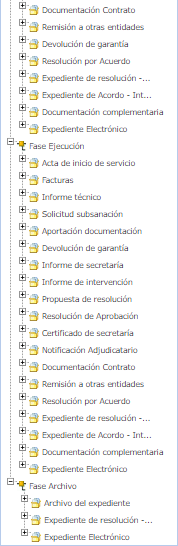 Documentación Contrato
Remisión a otras entidades
Devolución de garantía
Resolución por Acuerdo
Expediente de resolución -...
Expediente de Acordo - Int...
Documentación complementaria
Expediente Electrónico
Fase Ejecución
Acta de inicio de servicio
Facturas
Informe técnico
Solicitud subsanación
Aportación documentación
Devolución de garantía
Informe de secretaría
Informe de intervención
Propuesta de resolución
Resolución de Aprobación
Certificado de secretaría
Notificación Adjudicatario
Documentación Contrato
Remisión a otras entidades
Resolución por Acuerdo
Expediente de resolución -...
Expediente de Acordo - Int...
Documentación complementaria
Expediente Electrónico
Fase Archivo
Archivo del expediente
Expediente de resolución -...
Expediente Electrónico